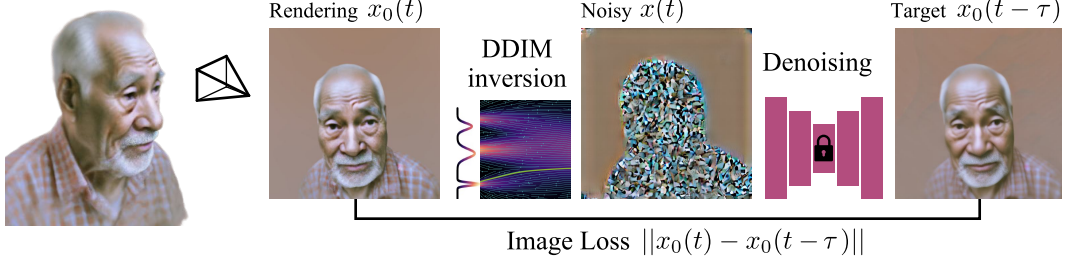 Rendering x₀(t)
DDIM
inversion
Noisy x(t)
Denoising
Target x₀(t − τ)
Image Loss ||x₀(t) − x₀(t − τ)||